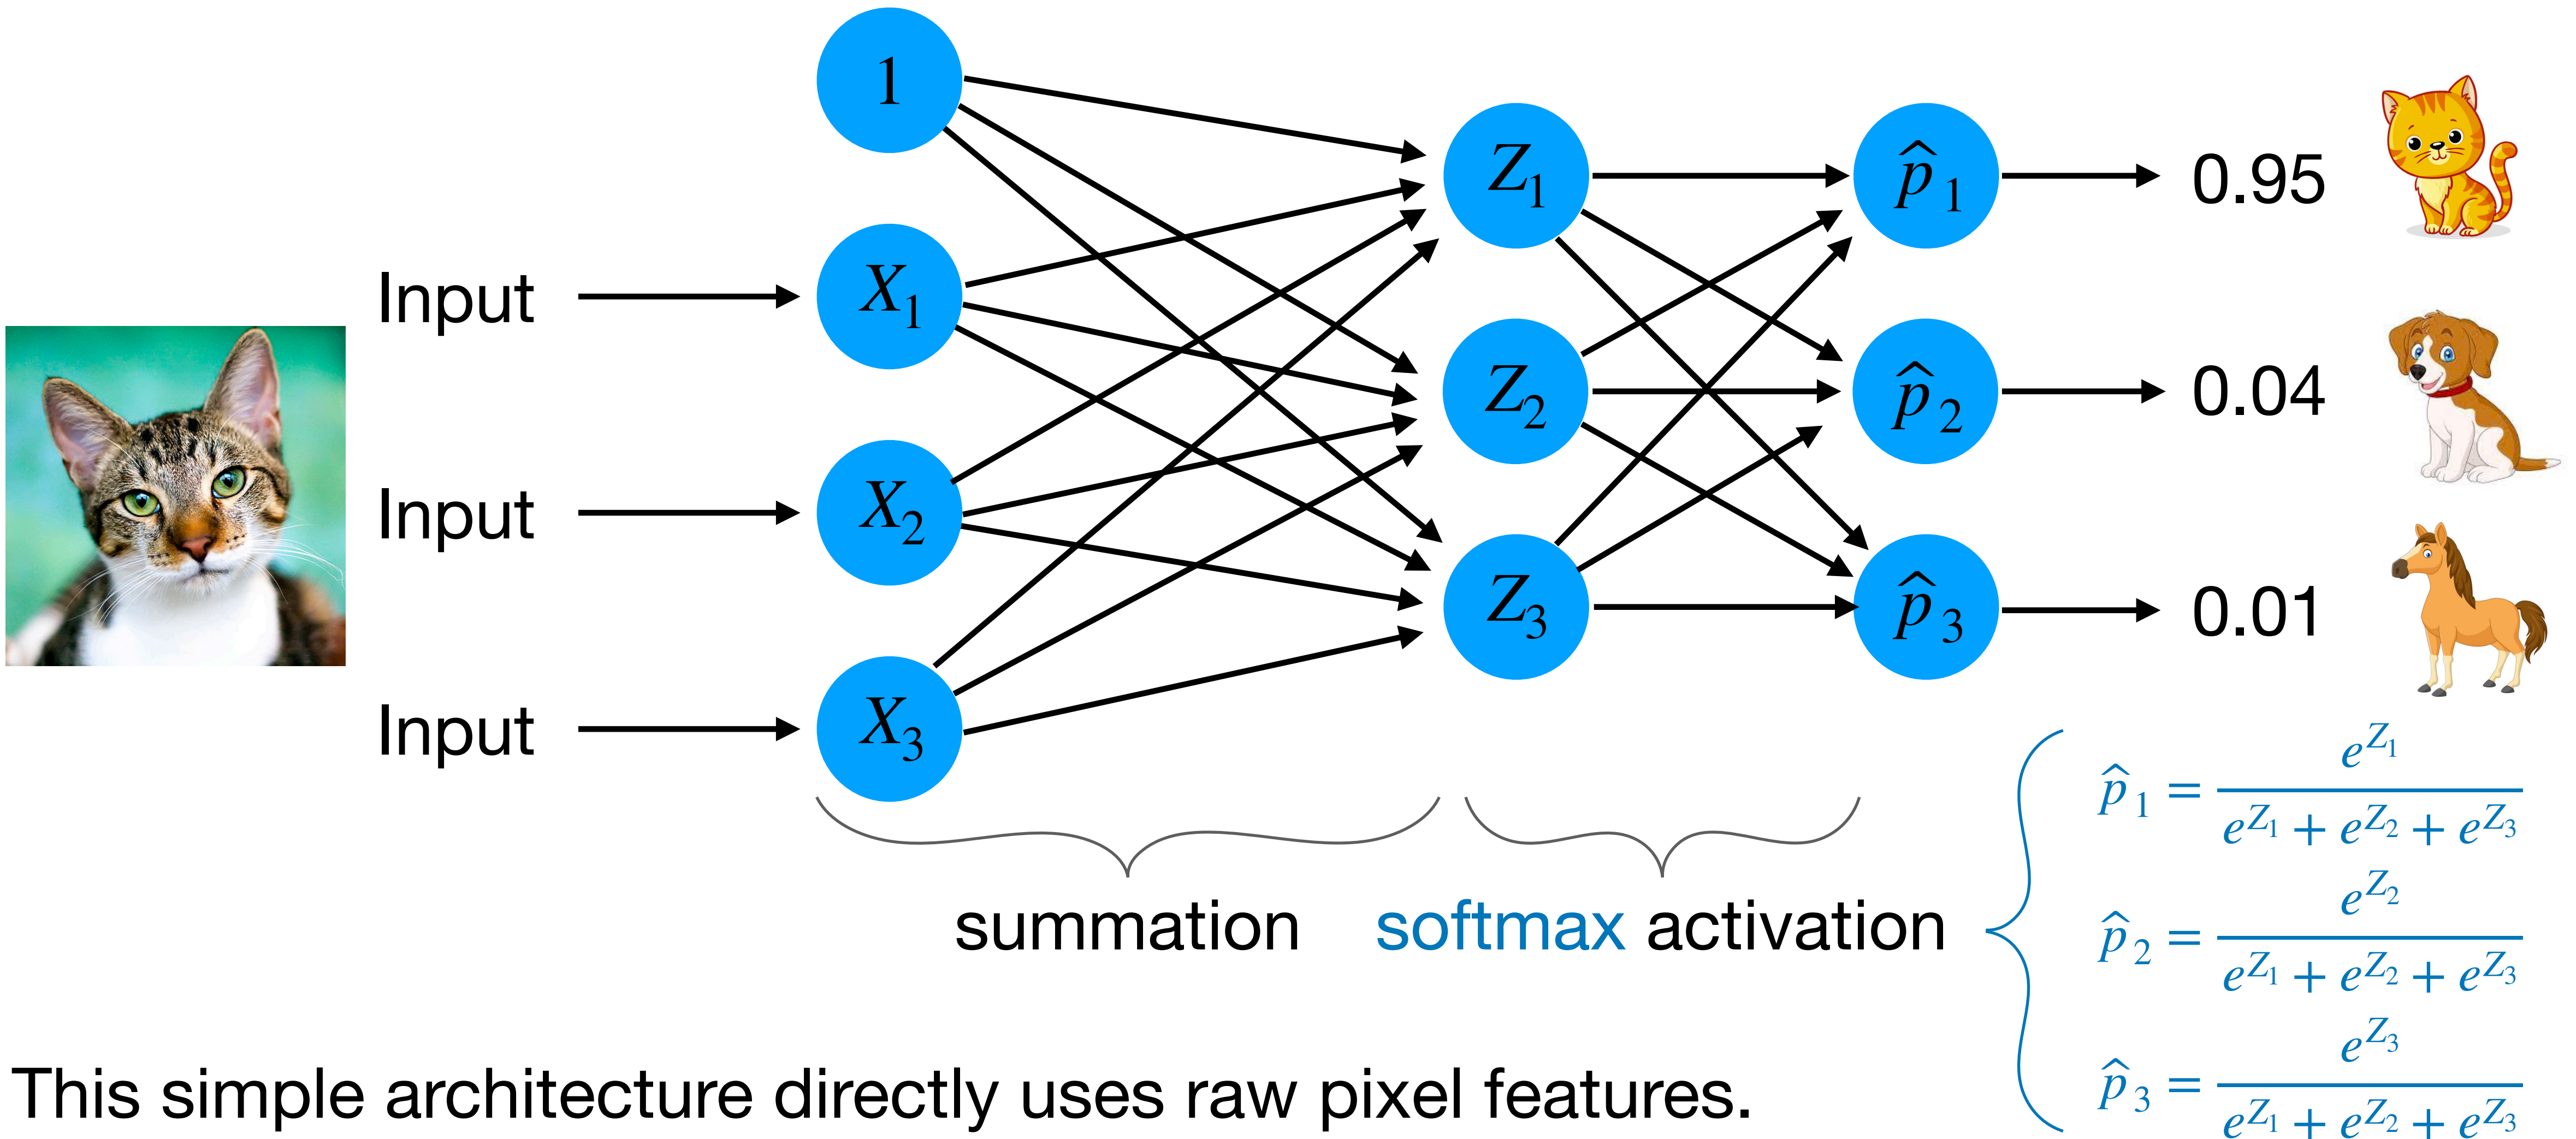 1
X₁
X₂
X₃
Input
Input
Input
Z₁
Z₂
Z₃
p̂₁
p̂₂
p̂₃
0.95
0.04
0.01
summation
softmax activation
p̂₁ = e^{Z₁} / (e^{Z₁} + e^{Z₂} + e^{Z₃})
p̂₂ = e^{Z₂} / (e^{Z₁} + e^{Z₂} + e^{Z₃})
p̂₃ = e^{Z₃} / (e^{Z₁} + e^{Z₂} + e^{Z₃})
This simple architecture directly uses raw pixel features.